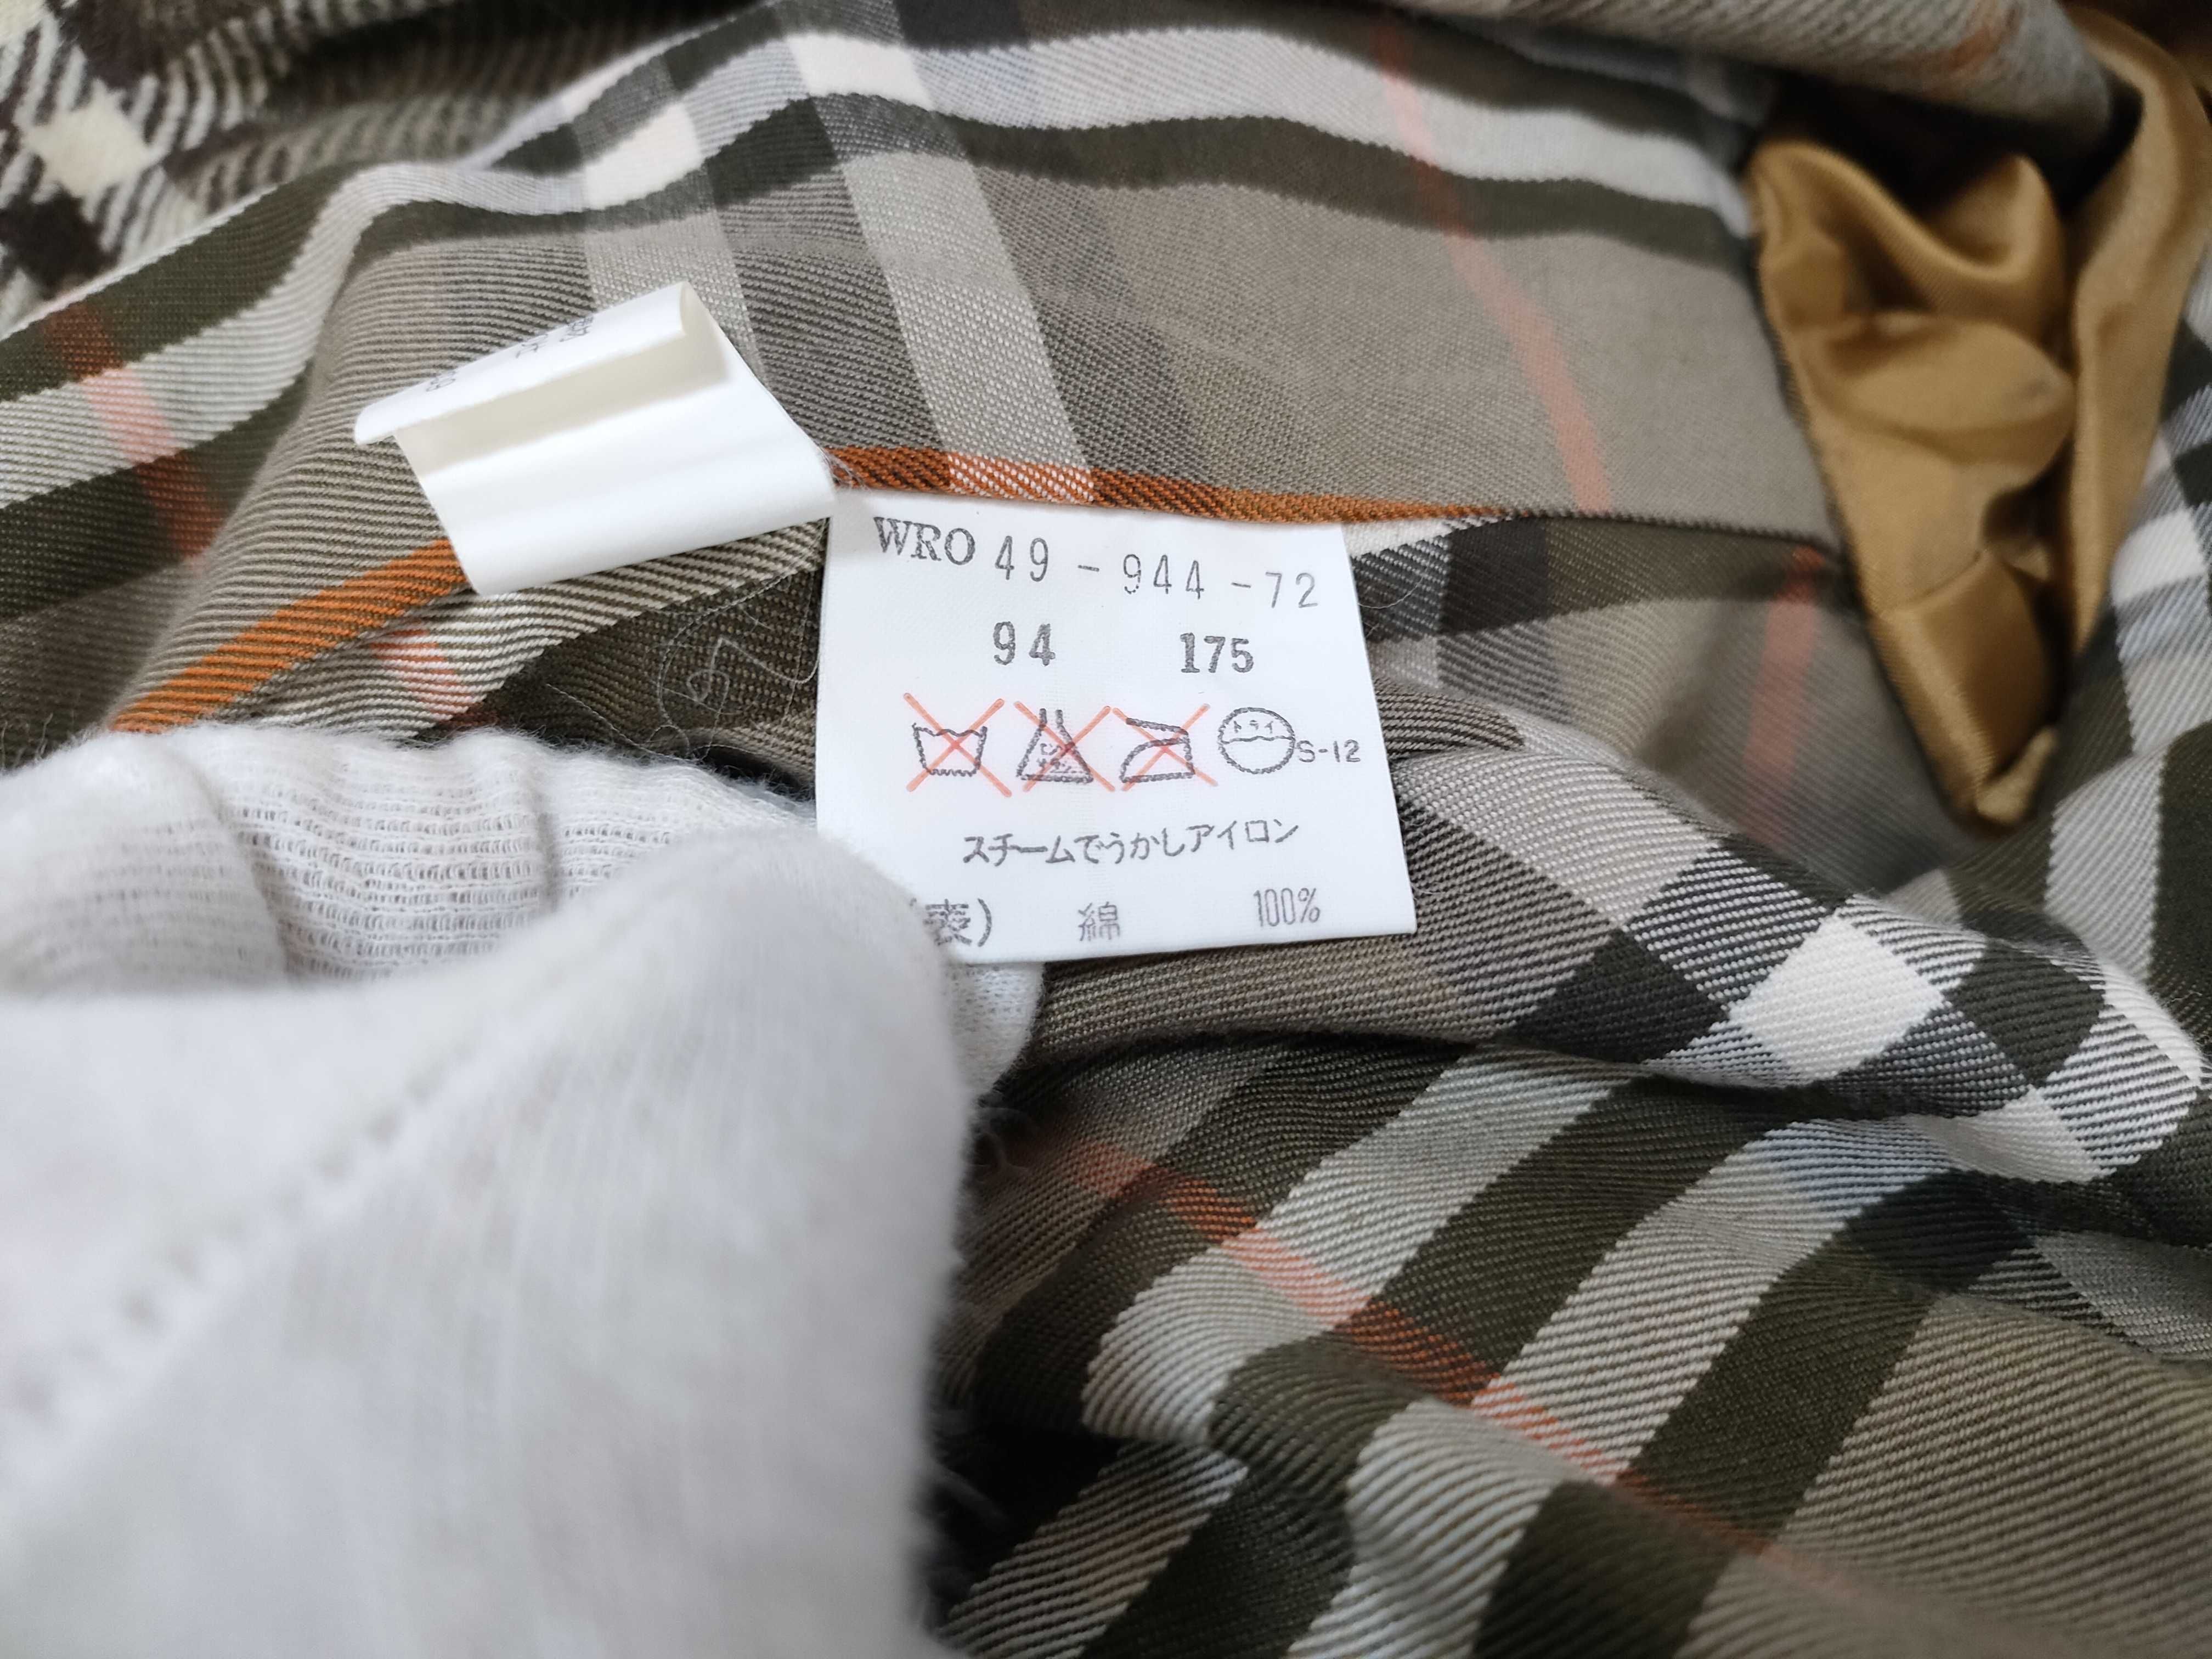 WRO 49-944-72
94 175
ドライ S-12
スチームでうかしアイロン
綿 100%